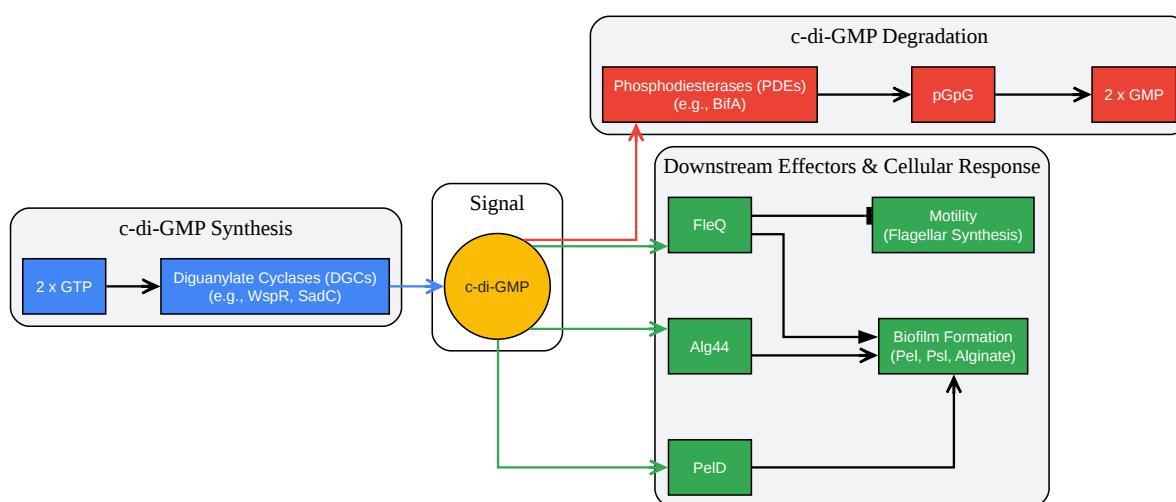 c-di-GMP Degradation
Phosphodiesterases (PDEs)
(e.g., BifA)
pGpG
2 x GMP
Downstream Effectors & Cellular Response
Signal
FleQ
Motility
(Flagellar Synthesis)
c-di-GMP Synthesis
2 x GTP
Diguanylate Cyclases (DGCs)
(e.g., WspR, SadC)
c-di-GMP
Alg44
Biofilm Formation
(Pel, Psl, Alginate)
PelD